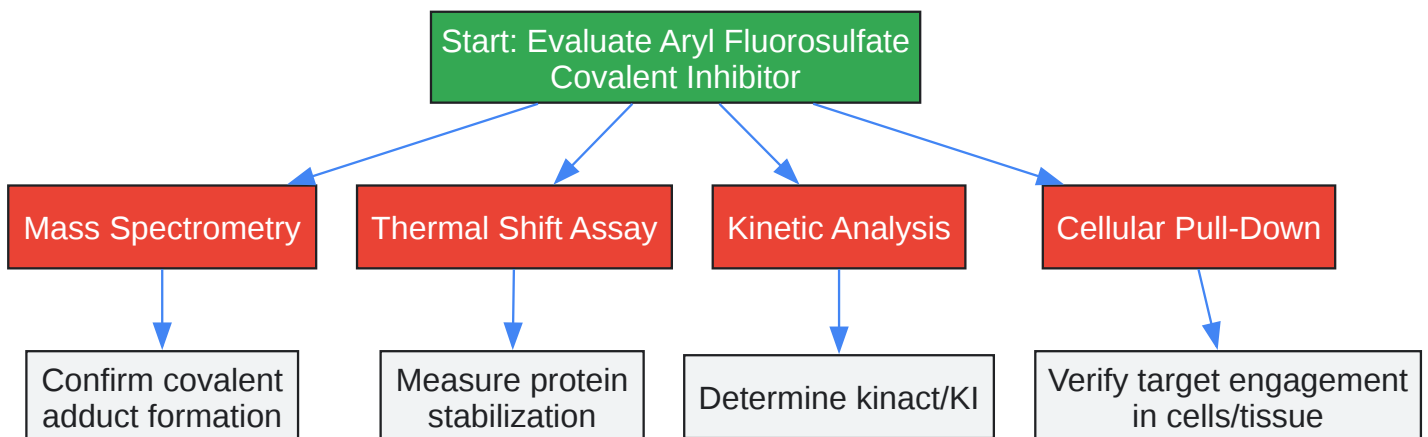 Start: Evaluate Aryl Fluorosulfate
Covalent Inhibitor
Mass Spectrometry
Thermal Shift Assay
Kinetic Analysis
Cellular Pull-Down
Confirm covalent
adduct formation
Measure protein
stabilization
Determine kinact/KI
Verify target engagement
in cells/tissue